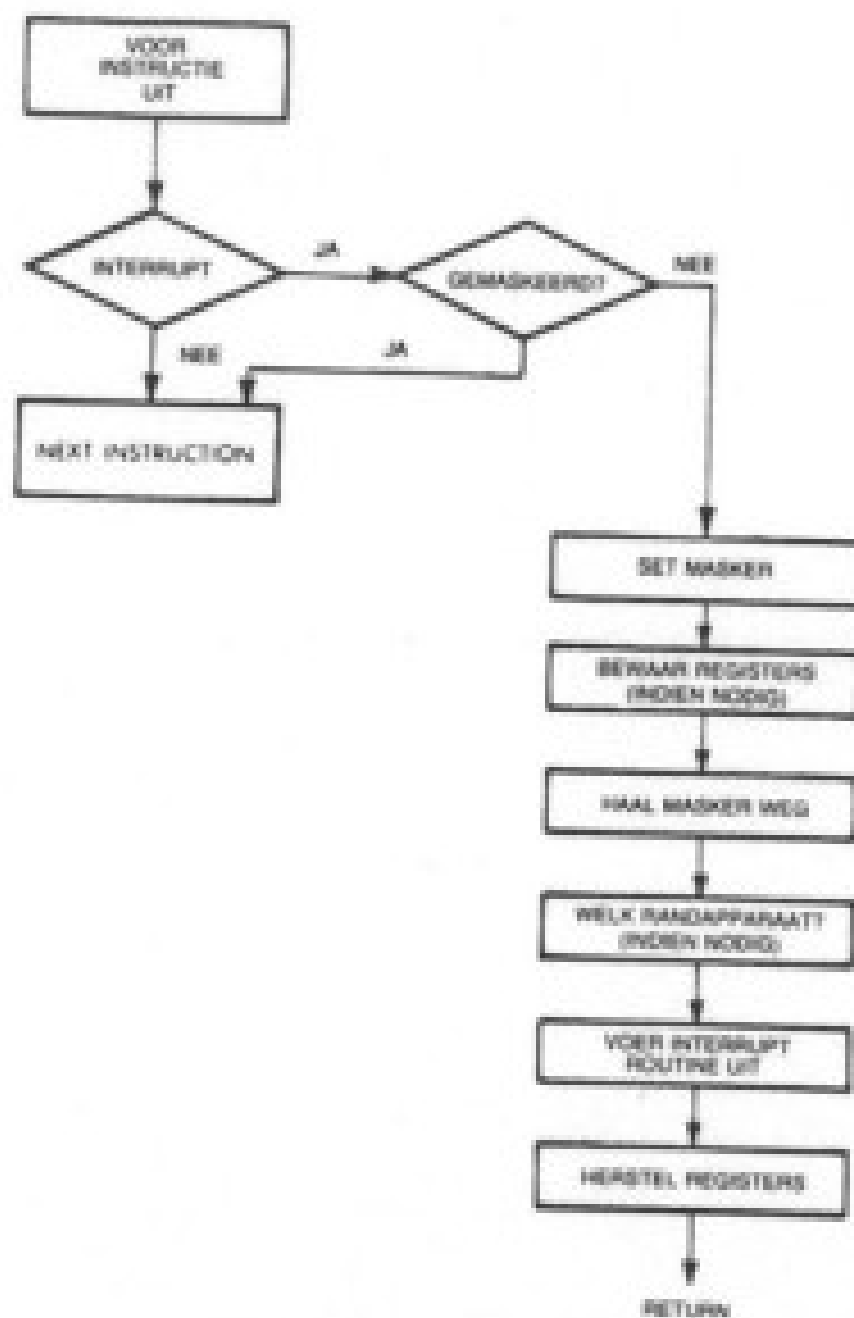 VOOR
INSTRUCTIE
UIT
INTERRUPT
JA
GEMASKEERD?
NEE
NEE
JA
NEXT INSTRUCTION
SET MASKER
BEWAAR REGISTERS
(INDIEN NODIG)
HAAL MASKER WEG
WELK RANDAPPARAAT?
(INDIEN NODIG)
VOER INTERRUPT
ROUTINE UIT
HERSTEL REGISTERS
RETURN